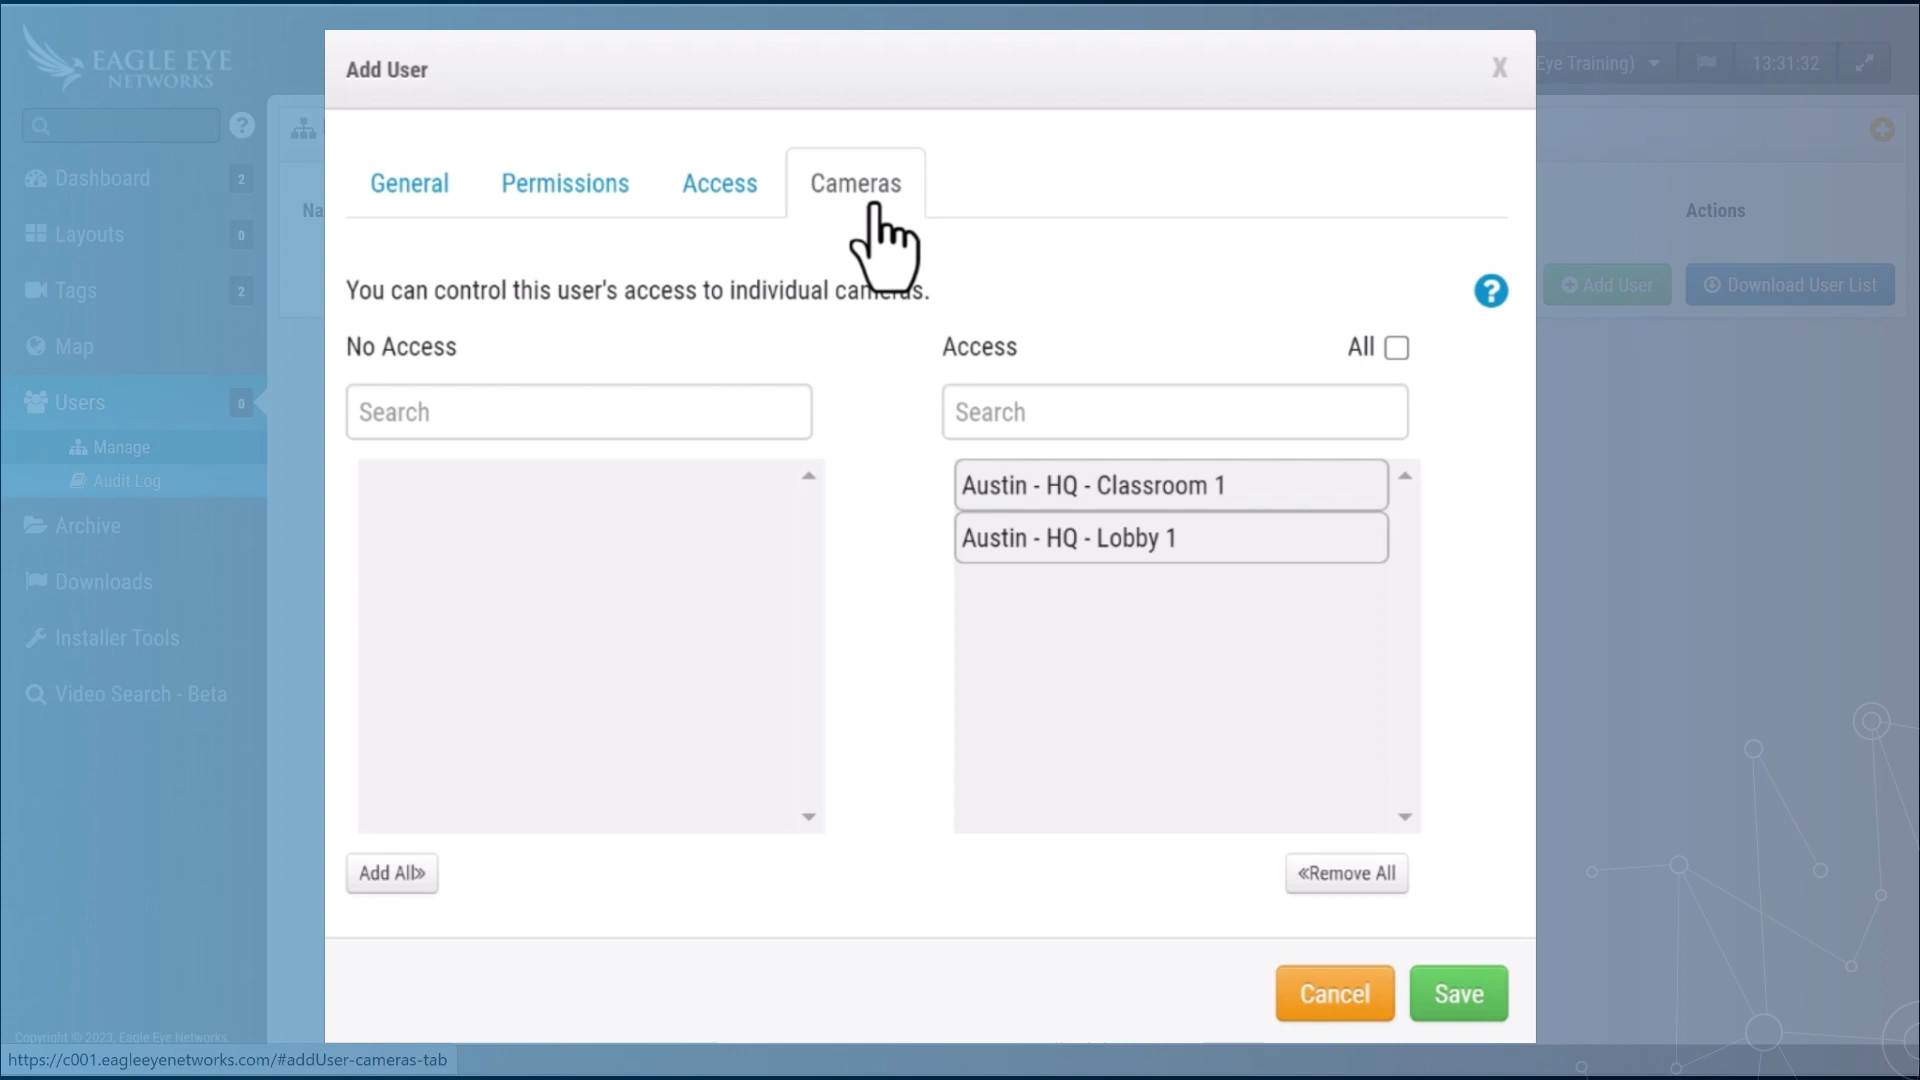 EAGLE EYE
NETWORKS
Add User
X
Eye Training)
13:31:32
?
Dashboard 2
Layouts 0
Tags 2
Map
Users 0
Manage
Audit Log
Archive
Downloads
Installer Tools
Video Search - Beta
General Permissions Access Cameras
Na
Actions
You can control this user's access to individual cameras.
?
Add User
Download User List
No Access
Access
All
Search
Search
Austin - HQ - Classroom 1
Austin - HQ - Lobby 1
Add All»
«Remove All
Cancel
Save
Copyright © 2023, Eagle Eye Networks.
https://c001.eagleeyenetworks.com/#addUser-cameras-tab